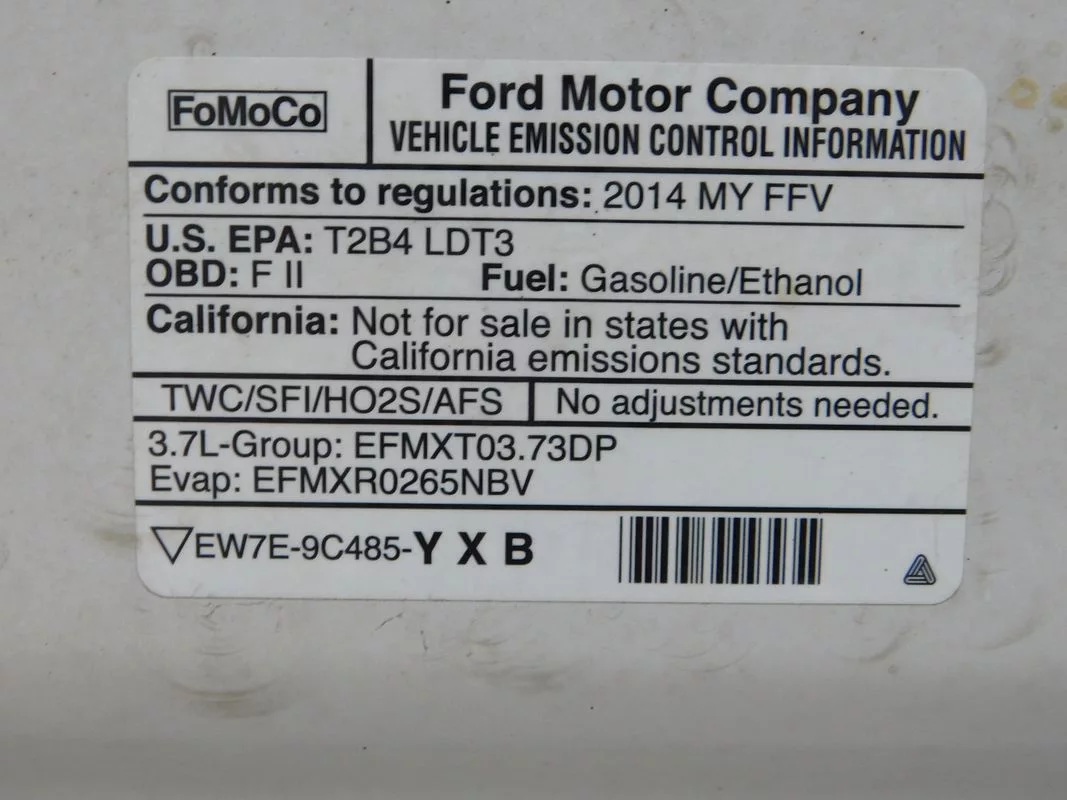 FoMoCo
Ford Motor Company
VEHICLE EMISSION CONTROL INFORMATION
Conforms to regulations: 2014 MY FFV
U.S. EPA: T2B4 LDT3
OBD: F II Fuel: Gasoline/Ethanol
California: Not for sale in states with
California emissions standards.
TWC/SFI/HO2S/AFS No adjustments needed.
3.7L-Group: EFMXT03.73DP
Evap: EFMXR0265NBV
EW7E-9C485-Y X B